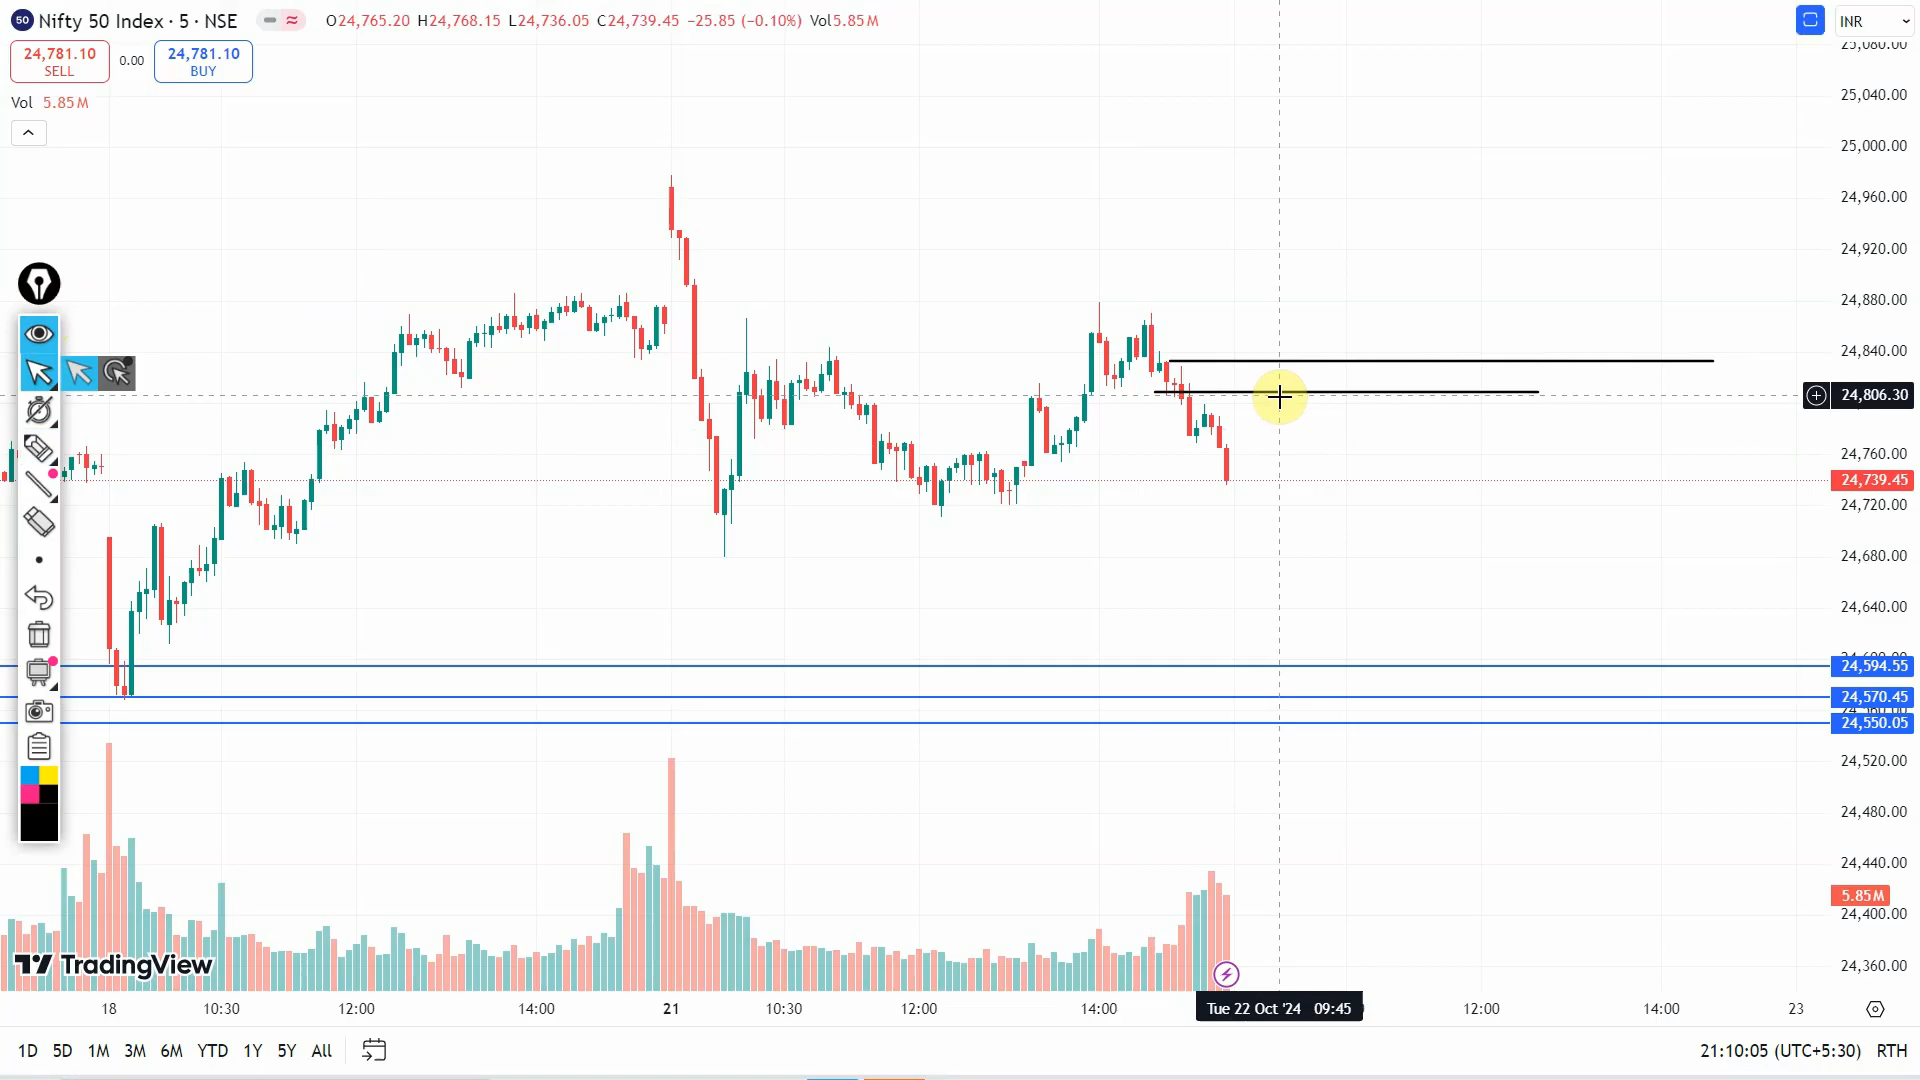 50 Nifty 50 Index · 5 · NSE O24,765.20 H24,768.15 L24,736.05 C24,739.45 −25.85 (−0.10%) Vol5.85 M
INR
24,781.10
SELL
0.00
24,781.10
BUY
Vol 5.85 M
25,080.00
25,040.00
25,000.00
24,960.00
24,920.00
24,880.00
24,840.00
24,806.30
24,760.00
24,739.45
24,720.00
24,680.00
24,640.00
24,594.55
24,570.45
24,550.05
24,520.00
24,480.00
24,440.00
5.85 M
24,400.00
24,360.00
TradingView
18 10:30 12:00 14:00 21 10:30 12:00 14:00 Tue 22 Oct '24 09:45 12:00 14:00 23
1D 5D 1M 3M 6M YTD 1Y 5Y All
21:10:05 (UTC+5:30) RTH